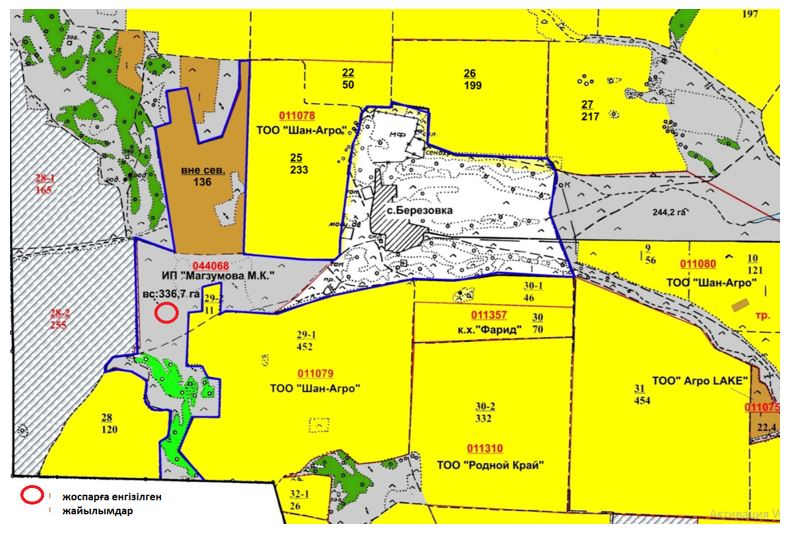 197
22
50
26
199
27
217
011078
ТОО "Шан-Агро"
25
233
вне сев.
136
28-1
165
с.Березовка
244,2 га
9
56
10
121
011080
ТОО "Шан-Агро"
тр.
044068
ИП "Магзумова М.К."
вс:336,7 га
29-2
11
28-2
255
30-1
46
011357
30
70
к.х."Фарид"
29-1
452
011079
ТОО "Шан-Агро"
ТОО" Агро LAKE"
31
454
011075
22,4
28
120
30-2
332
011310
ТОО "Родной Край"
32-1
26
жоспарға енгізілген
жайылымдар
Активация W